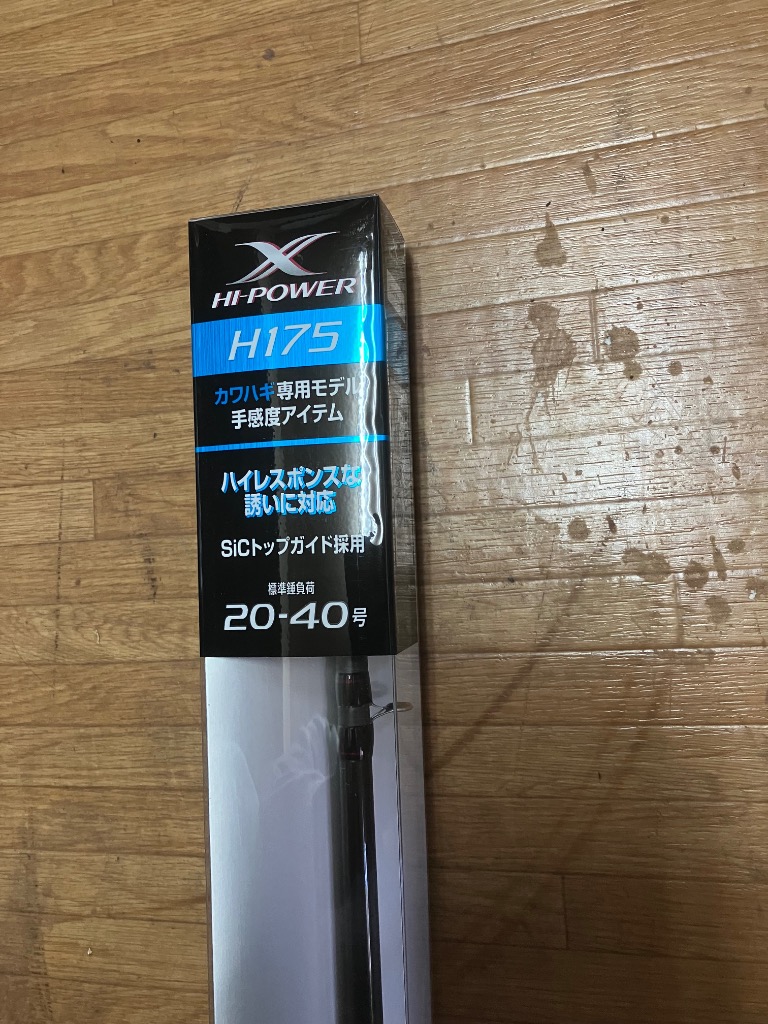 HI-POWER
H175
カワハギ専用モデル
手感度アイテム
ハイレスポンスな
誘いに対応
SiCトップガイド採用
標準錘負荷
20-40号